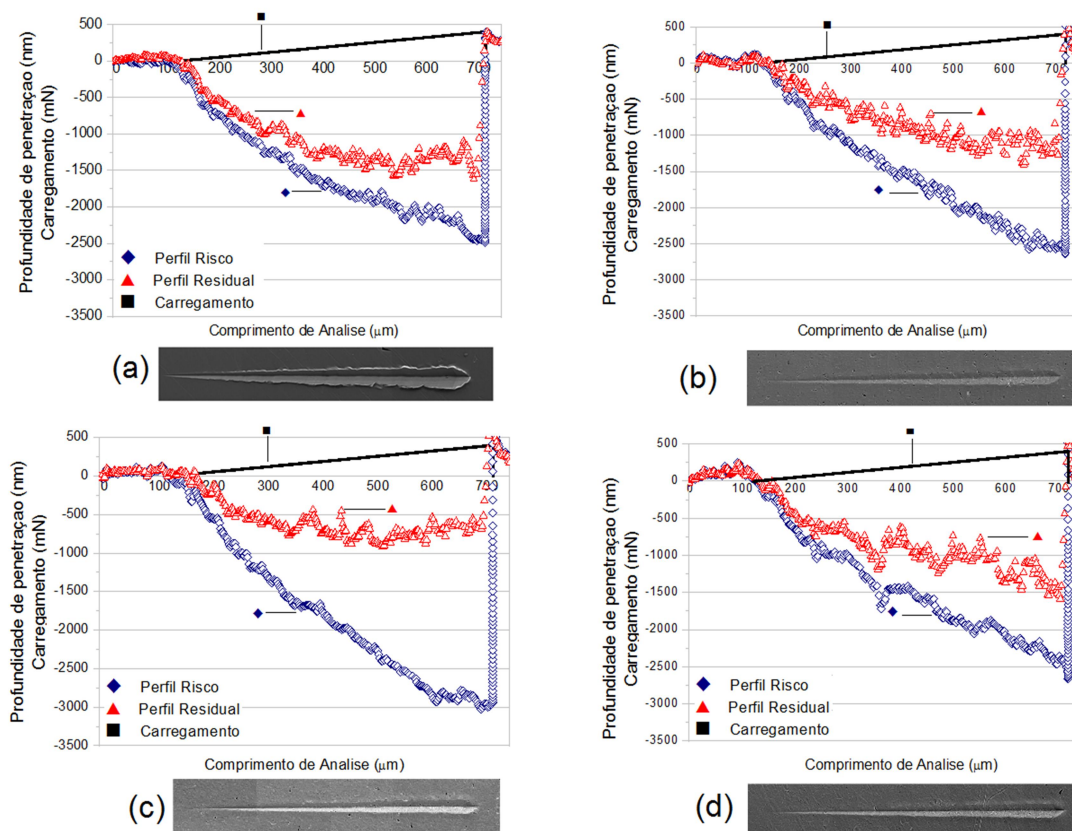 Profundidade de penetraçao (nm)
Carregamento (mN)
500
0
-500
-1000
-1500
-2000
-2500
-3000
-3500
0 100 200 300 400 500 600 700
Perfil Risco
Perfil Residual
Carregamento
Comprimento de Analise (μm)
(a)
Profundidade de penetraçao (nm)
Carregamento (mN)
500
0
-500
-1000
-1500
-2000
-2500
-3000
-3500
0 100 200 300 400 500 600 700
Perfil Risco
Perfil Residual
Carregamento
Comprimento de Analise (μm)
(b)
Profundidade de penetraçao (nm)
Carregamento (mN)
500
0
-500
-1000
-1500
-2000
-2500
-3000
-3500
0 100 200 300 400 500 600 700
Perfil Risco
Perfil Residual
Carregamento
Comprimento de Analise (μm)
(c)
Profundidade de penetraçao (nm)
Carregamento (mN)
500
0
-500
-1000
-1500
-2000
-2500
-3000
-3500
0 100 200 300 400 500 600 700
Perfil Risco
Perfil Residual
Carregamento
Comprimento de Analise (μm)
(d)